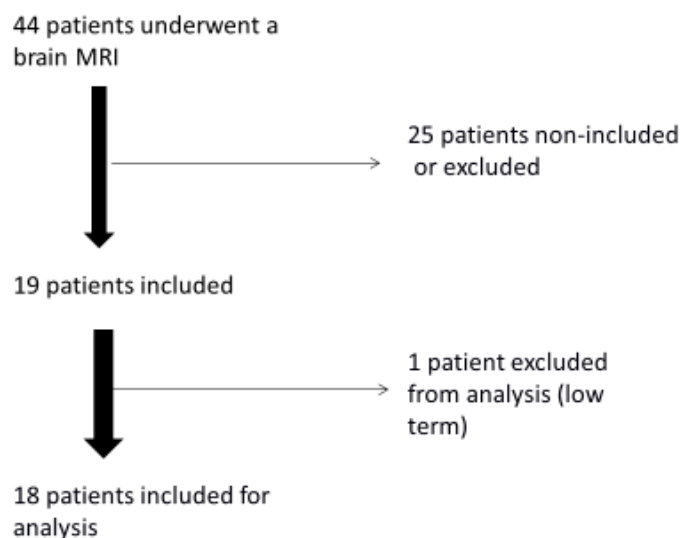 44 patients underwent a
brain MRI
25 patients non-included
or excluded
19 patients included
1 patient excluded
from analysis (low
term)
18 patients included for
analysis